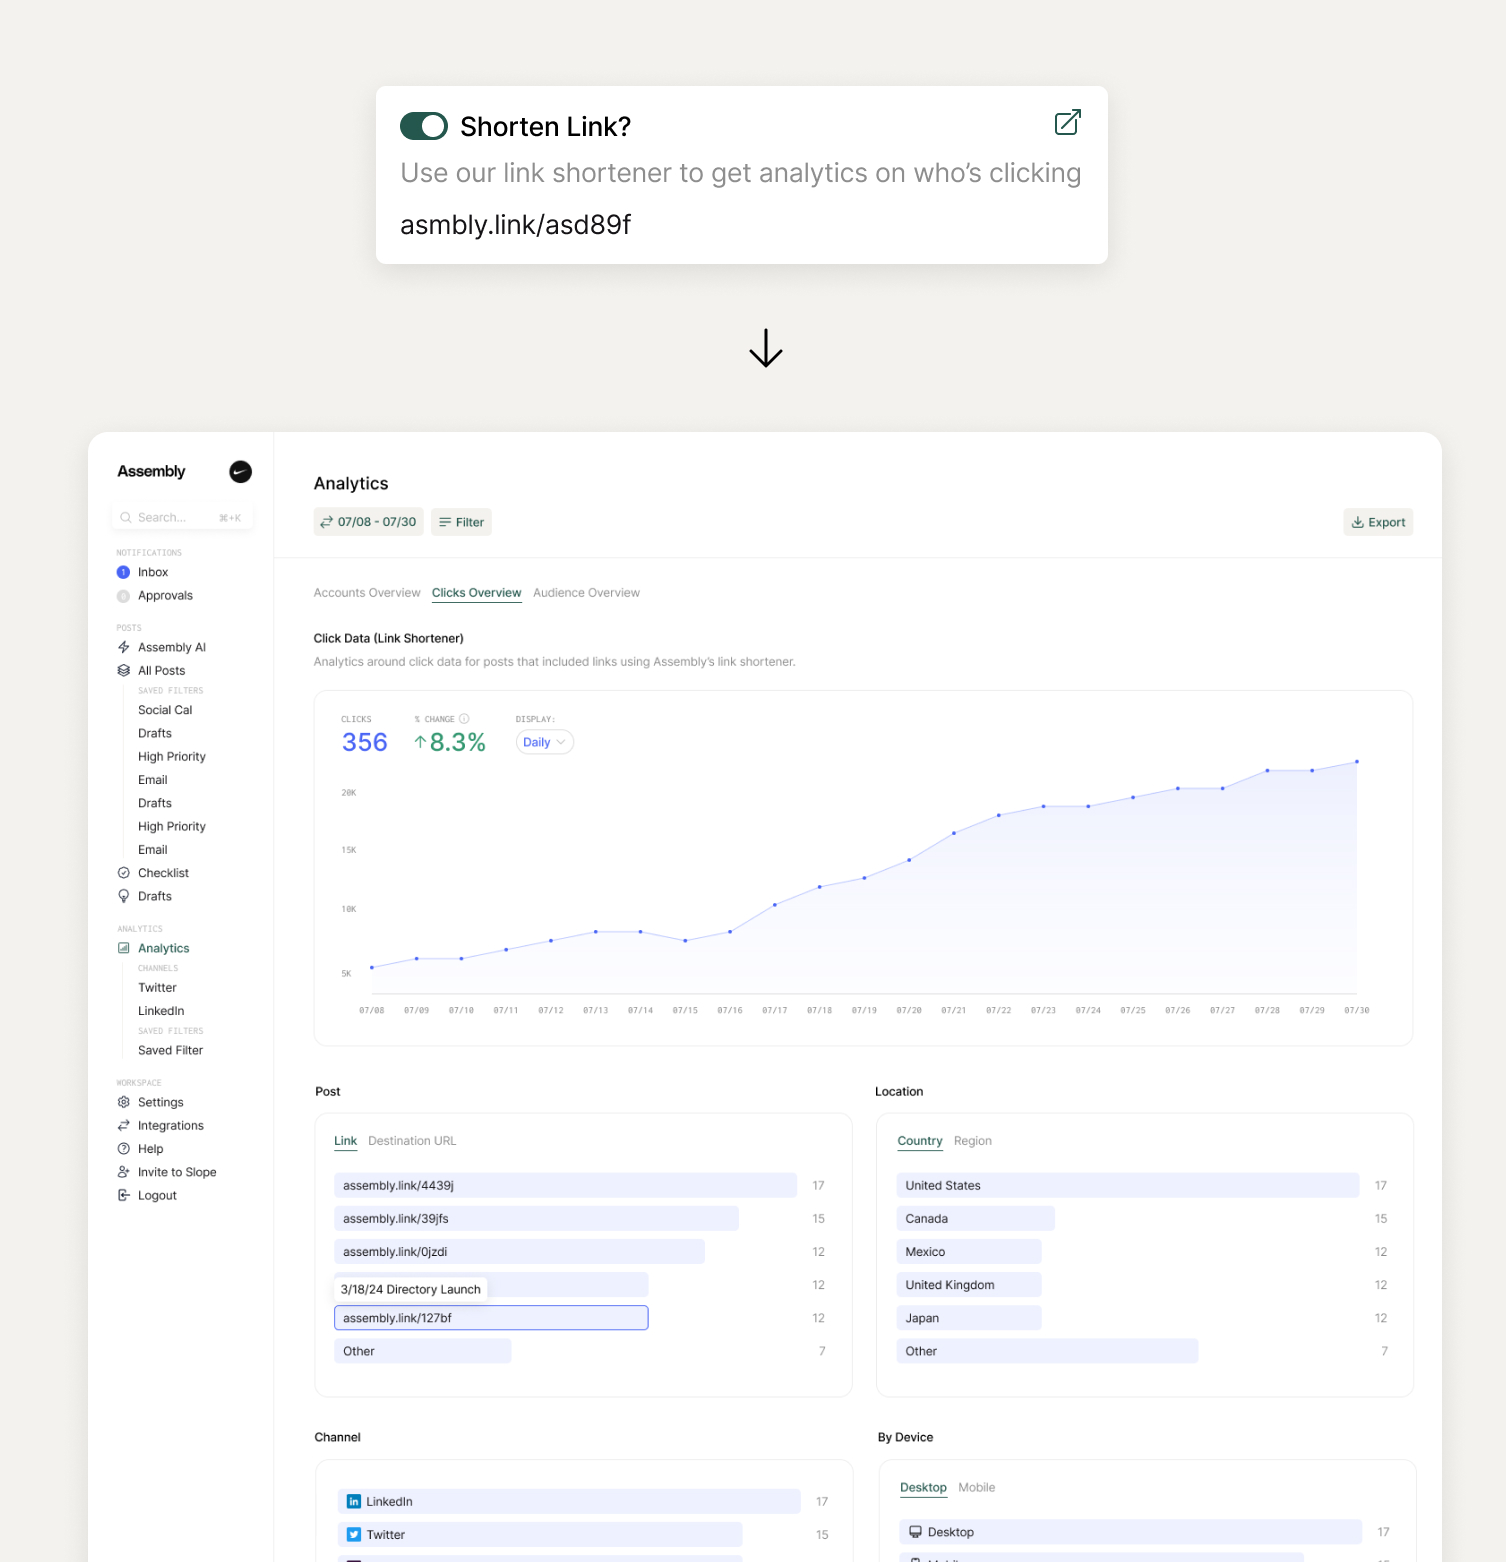 Shorten Link?
Use our link shortener to get analytics on who's clicking
asmbly.link/asd89f
Assembly
Search... ⌘+K
NOTIFICATIONS
1 Inbox
Approvals
POSTS
Assembly AI
All Posts
SAVED FILTERS
Social Cal
Drafts
High Priority
Email
Drafts
High Priority
Email
Checklist
Drafts
ANALYTICS
Analytics
CHANNELS
Twitter
LinkedIn
SAVED FILTERS
Saved Filter
WORKSPACE
Settings
Integrations
Help
Invite to Slope
Logout
Analytics
07/08 - 07/30 Filter Export
Accounts Overview Clicks Overview Audience Overview
Click Data (Link Shortener)
Analytics around click data for posts that included links using Assembly's link shortener.
CLICKS % CHANGE DISPLAY:
356 8.3% Daily
20K
15K
10K
5K
07/08 07/09 07/10 07/11 07/12 07/13 07/14 07/15 07/16 07/17 07/18 07/19 07/20 07/21 07/22 07/23 07/24 07/25 07/26 07/27 07/28 07/29 07/30
Post
Link Destination URL
assembly.link/4439j 17
assembly.link/39jfs 15
assembly.link/0jzdi 12
3/18/24 Directory Launch 12
assembly.link/127bf 12
Other 7
Location
Country Region
United States 17
Canada 15
Mexico 12
United Kingdom 12
Japan 12
Other 7
Channel
LinkedIn 17
Twitter 15
By Device
Desktop Mobile
Desktop 17